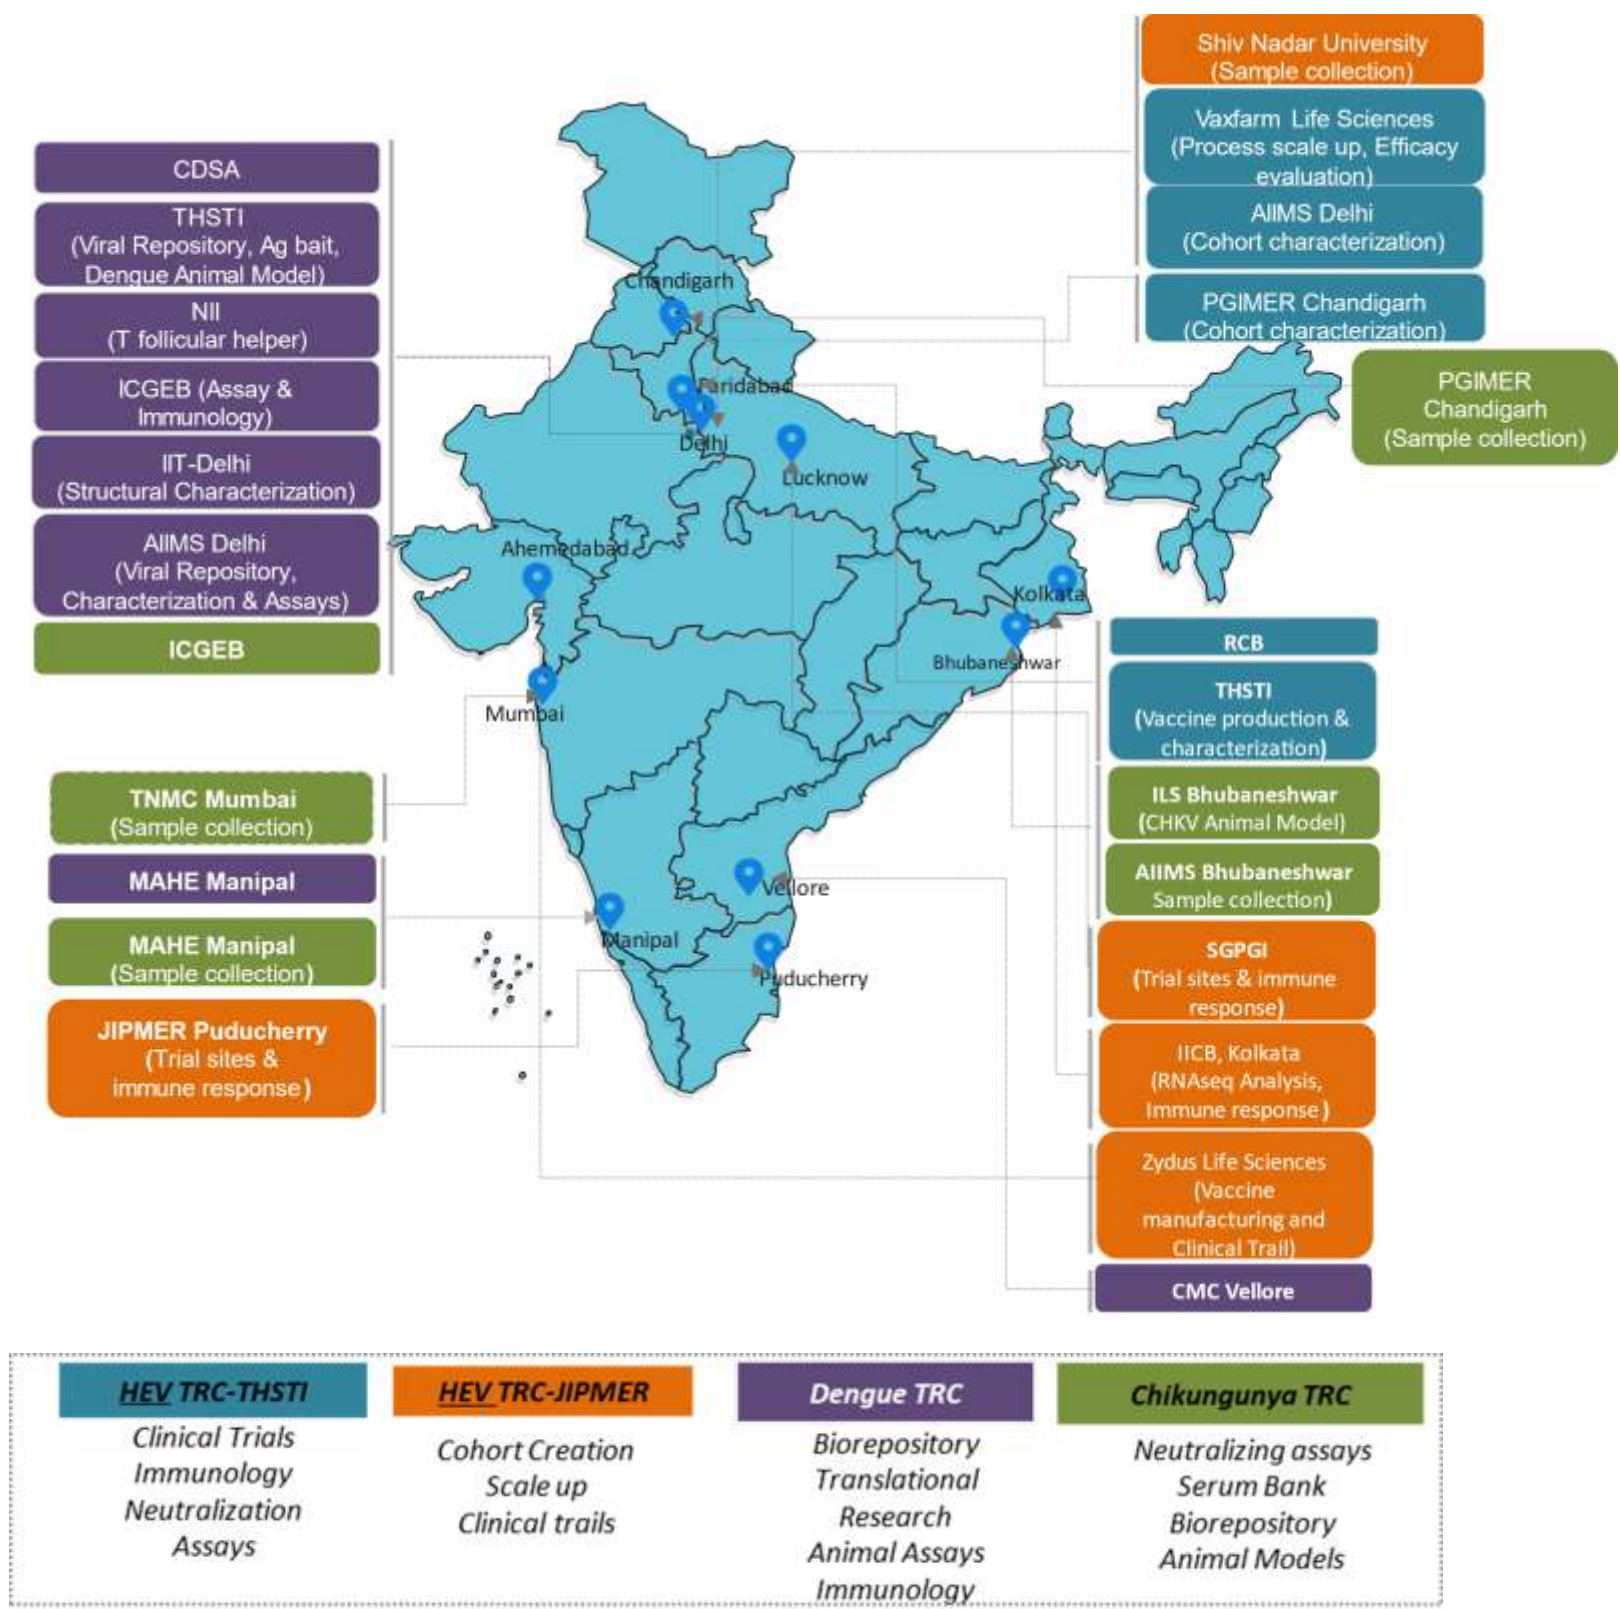 Shiv Nadar University
(Sample collection)
Vaxfarm Life Sciences
(Process scale up, Efficacy
evaluation)
AIIMS Delhi
(Cohort characterization)
PGIMER Chandigarh
(Cohort characterization)
PGIMER
Chandigarh
(Sample collection)
CDSA
THSTI
(Viral Repository, Ag bait,
Dengue Animal Model)
NII
(T follicular helper)
ICGEB (Assay &
Immunology)
IIT-Delhi
(Structural Characterization)
AIIMS Delhi
(Viral Repository,
Characterization & Assays)
ICGEB
TNMC Mumbai
(Sample collection)
MAHE Manipal
MAHE Manipal
(Sample collection)
JIPMER Puducherry
(Trial sites &
immune response)
Chandigarh
Faridabad
Delhi
Lucknow
Ahemedabad
Kolkata
Bhubaneshwar
Mumbai
Vellore
Manipal
Puducherry
RCB
THSTI
(Vaccine production &
characterization)
ILS Bhubaneshwar
(CHKV Animal Model)
AIIMS Bhubaneshwar
Sample collection)
SGPGI
(Trial sites & immune
response)
IICB, Kolkata
(RNAseq Analysis,
Immune response)
Zydus Life Sciences
(Vaccine
manufacturing and
Clinical Trail)
CMC Vellore
HEV TRC-THSTI
Clinical Trials
Immunology
Neutralization
Assays
HEV TRC-JIPMER
Cohort Creation
Scale up
Clinical trails
Dengue TRC
Biorepository
Translational
Research
Animal Assays
Immunology
Chikungunya TRC
Neutralizing assays
Serum Bank
Biorepository
Animal Models